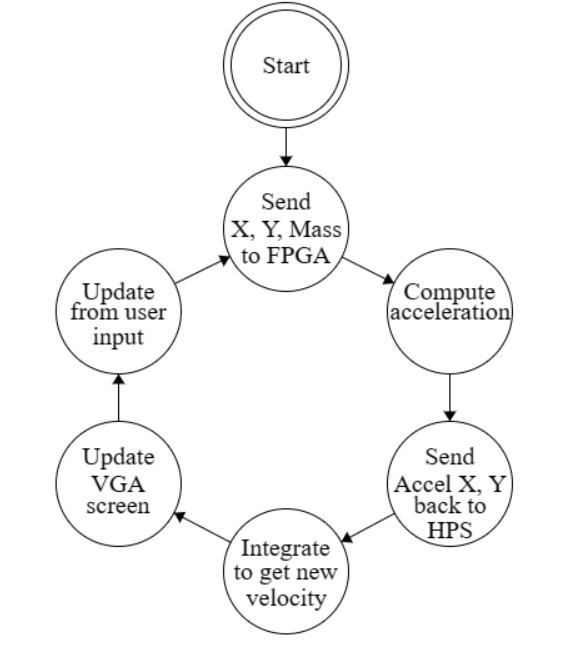 Start
Send
X, Y, Mass
to FPGA
Compute
acceleration
Send
Accel X, Y
back to
HPS
Integrate
to get new
velocity
Update
VGA
screen
Update
from user
input